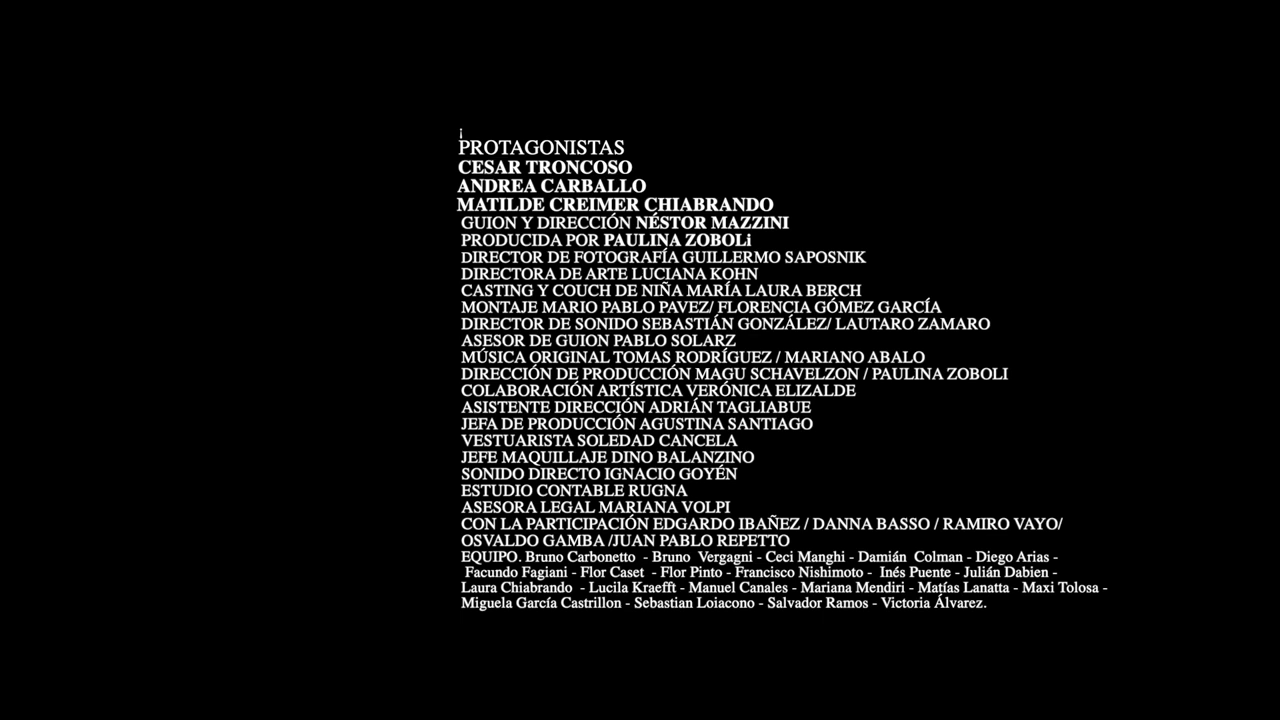 ¡
PROTAGONISTAS
CESAR TRONCOSO
ANDREA CARBALLO
MATILDE CREIMER CHIABRANDO
GUION Y DIRECCIÓN NÉSTOR MAZZINI
PRODUCIDA POR PAULINA ZOBOLi
DIRECTOR DE FOTOGRAFÍA GUILLERMO SAPOSNIK
DIRECTORA DE ARTE LUCIANA KOHN
CASTING Y COUCH DE NIÑA MARÍA LAURA BERCH
MONTAJE MARIO PABLO PAVEZ/ FLORENCIA GÓMEZ GARCÍA
DIRECTOR DE SONIDO SEBASTIÁN GONZÁLEZ/ LAUTARO ZAMARO
ASESOR DE GUION PABLO SOLARZ
MÚSICA ORIGINAL TOMAS RODRÍGUEZ / MARIANO ABALO
DIRECCIÓN DE PRODUCCIÓN MAGU SCHAVELZON / PAULINA ZOBOLI
COLABORACIÓN ARTÍSTICA VERÓNICA ELIZALDE
ASISTENTE DIRECCIÓN ADRIÁN TAGLIABUE
JEFA DE PRODUCCIÓN AGUSTINA SANTIAGO
VESTUARISTA SOLEDAD CANCELA
JEFE MAQUILLAJE DINO BALANZINO
SONIDO DIRECTO IGNACIO GOYÉN
ESTUDIO CONTABLE RUGNA
ASESORA LEGAL MARIANA VOLPI
CON LA PARTICIPACIÓN EDGARDO IBAÑEZ / DANNA BASSO / RAMIRO VAYO/
OSVALDO GAMBA /JUAN PABLO REPETTO
EQUIPO. Bruno Carbonetto - Bruno Vergagni - Ceci Manghi - Damián Colman - Diego Arias -
Facundo Fagiani - Flor Caset - Flor Pinto - Francisco Nishimoto - Inés Puente - Julián Dabien -
Laura Chiabrando - Lucila Kraefft - Manuel Canales - Mariana Mendiri - Matías Lanatta - Maxi Tolosa -
Miguela García Castrillon - Sebastian Loiacono - Salvador Ramos - Victoria Álvarez.